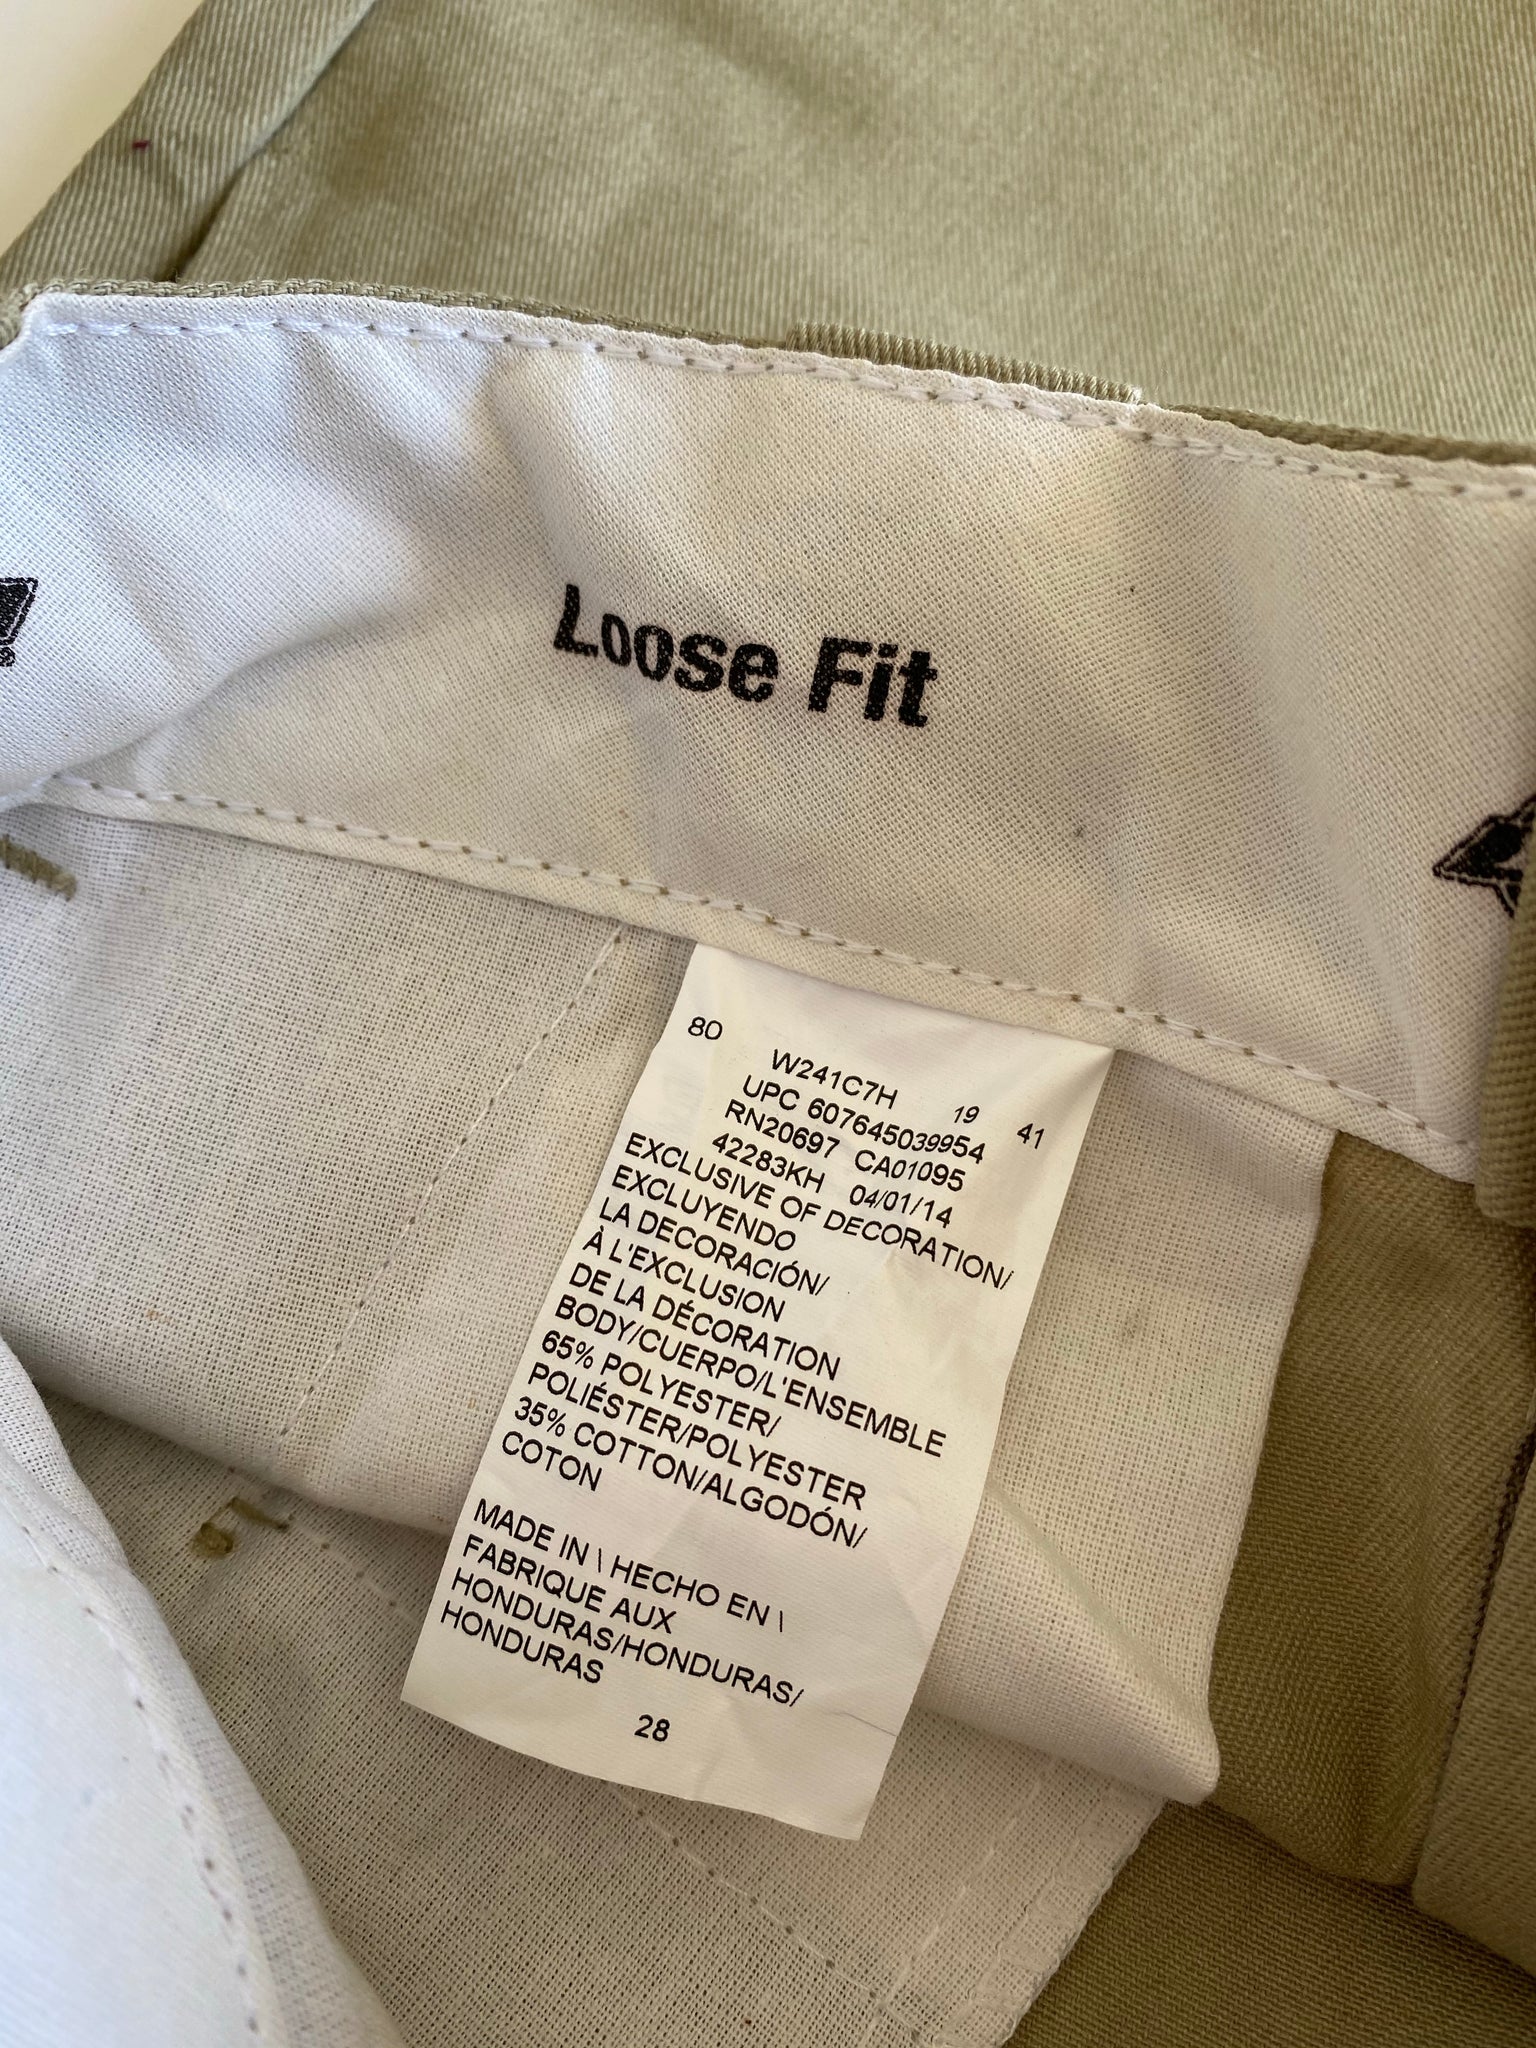 Loose Fit
80
W241C7H 19 41
UPC 607645039954
RN20697 CA01095
42283KH 04/01/14
EXCLUSIVE OF DECORATION/
EXCLUYENDO
LA DECORACIÓN/
À L'EXCLUSION
DE LA DÉCORATION
BODY/CUERPO/L'ENSEMBLE
65% POLYESTER/
POLIÉSTER/POLYESTER
35% COTTON/ALGODÓN/
COTON
MADE IN \ HECHO EN \
FABRIQUE AUX
HONDURAS/HONDURAS/
HONDURAS
28